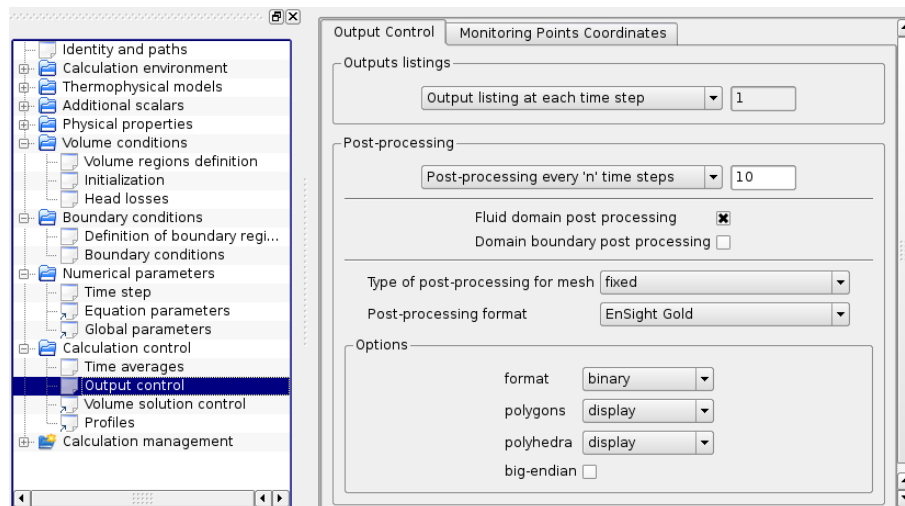 Identity and paths
Calculation environment
Thermophysical models
Additional scalars
Physical properties
Volume conditions
Volume regions definition
Initialization
Head losses
Boundary conditions
Definition of boundary regi...
Boundary conditions
Numerical parameters
Time step
Equation parameters
Global parameters
Calculation control
Time averages
Output control
Volume solution control
Profiles
Calculation management
Output Control Monitoring Points Coordinates
Outputs listings
Output listing at each time step 1
Post-processing
Post-processing every 'n' time steps 10
Fluid domain post processing
Domain boundary post processing
Type of post-processing for mesh fixed
Post-processing format EnSight Gold
Options
format binary
polygons display
polyhedra display
big-endian